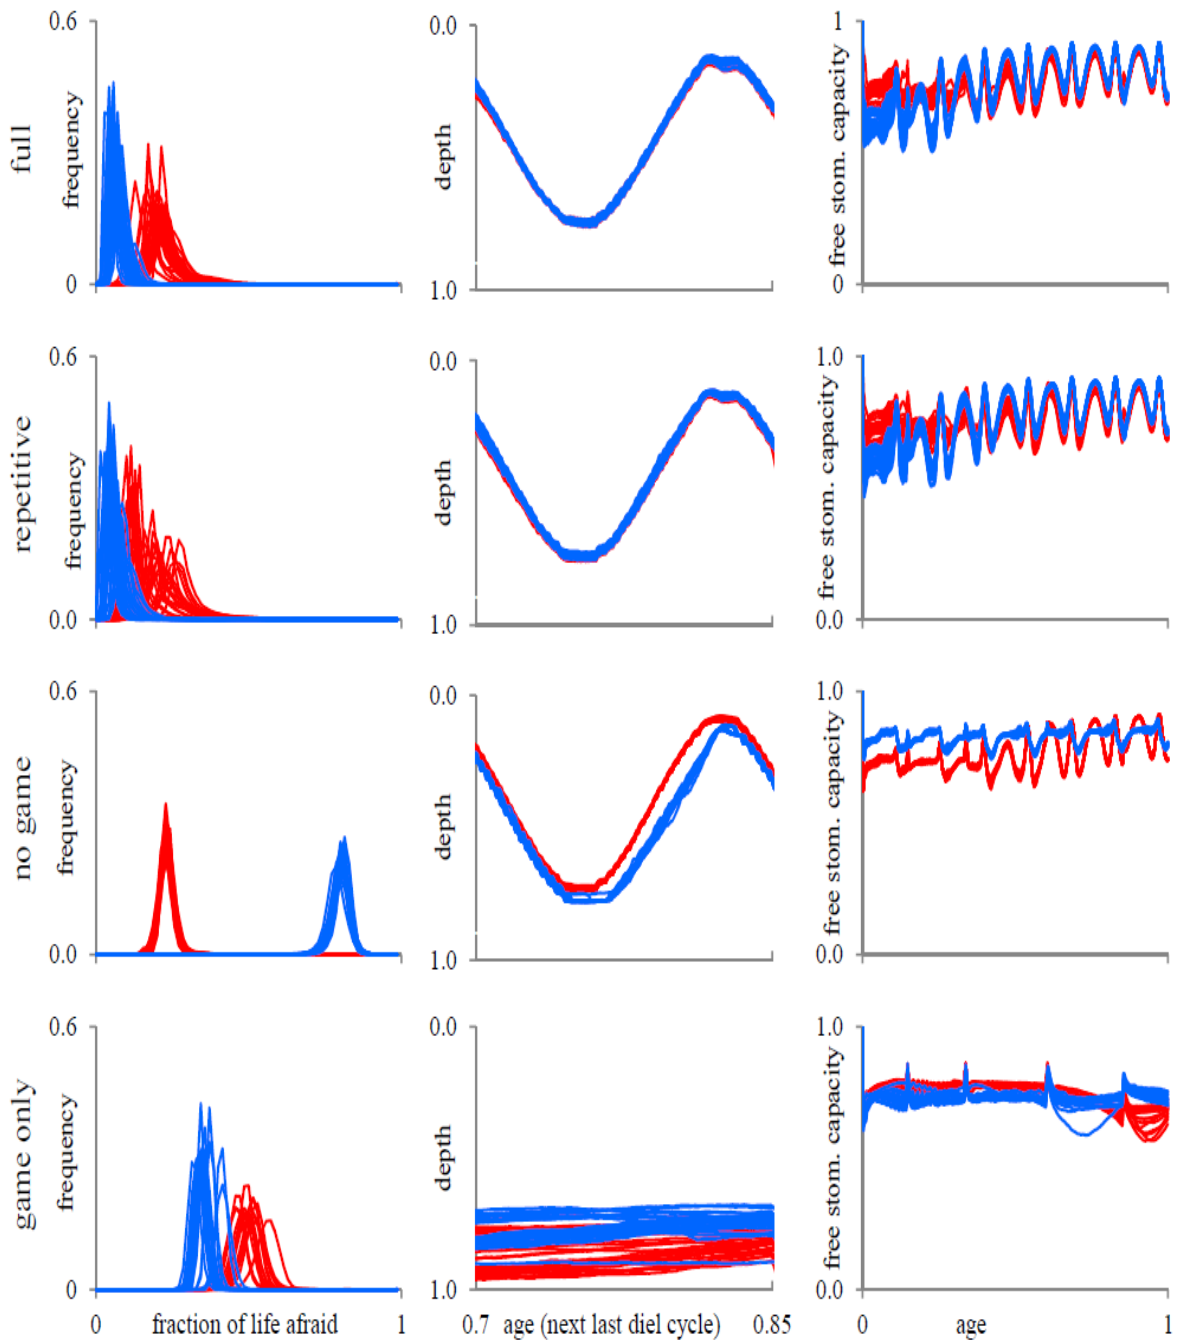 full
frequency
0.6
0
depth
0.0
1.0
free stom. capacity
1
0
0
repetitive
frequency
0.6
0.0
depth
0.0
1.0
free stom. capacity
1.0
0.0
no game
frequency
0.6
0.0
depth
0.0
1.0
free stom. capacity
1.0
0.0
game only
frequency
0.6
0
depth
0.0
1.0
free stom. capacity
1.0
0.0
0 fraction of life afraid 1
0.7 age (next last diel cycle) 0.85
0 age 1